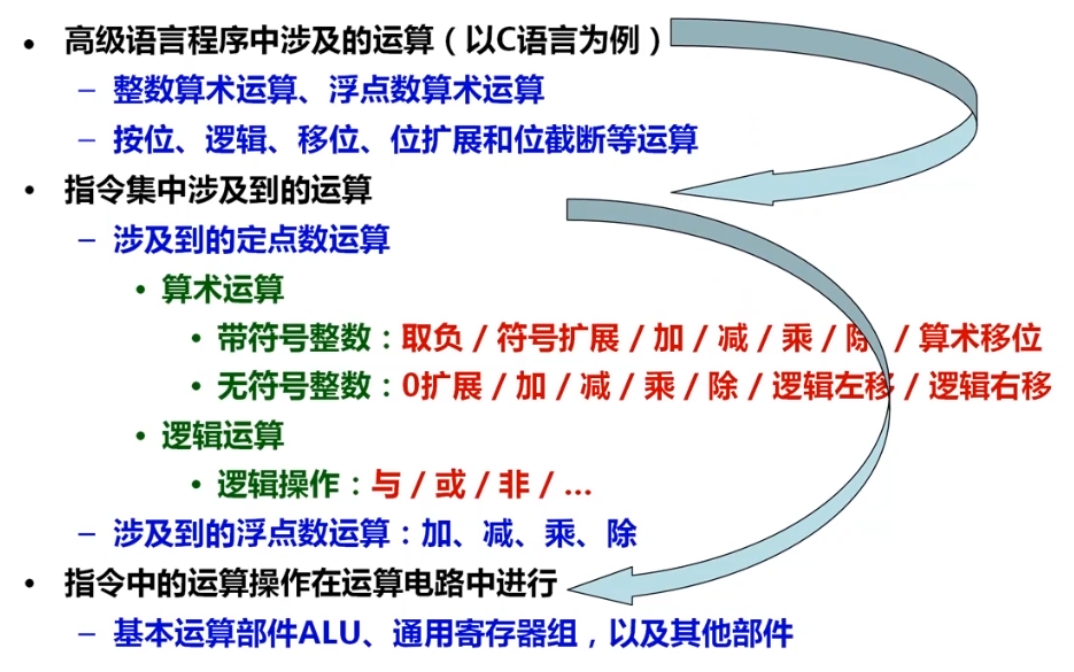 • 高级语言程序中涉及的运算（以C语言为例）
– 整数算术运算、浮点数算术运算
– 按位、逻辑、移位、位扩展和位截断等运算
• 指令集中涉及到的运算
– 涉及到的定点数运算
• 算术运算
• 带符号整数：取负 / 符号扩展 / 加 / 减 / 乘 / 除 / 算术移位
• 无符号整数：0扩展 / 加 / 减 / 乘 / 除 / 逻辑左移 / 逻辑右移
• 逻辑运算
• 逻辑操作：与 / 或 / 非 / ...
– 涉及到的浮点数运算：加、减、乘、除
• 指令中的运算操作在运算电路中进行
– 基本运算部件ALU、通用寄存器组，以及其他部件